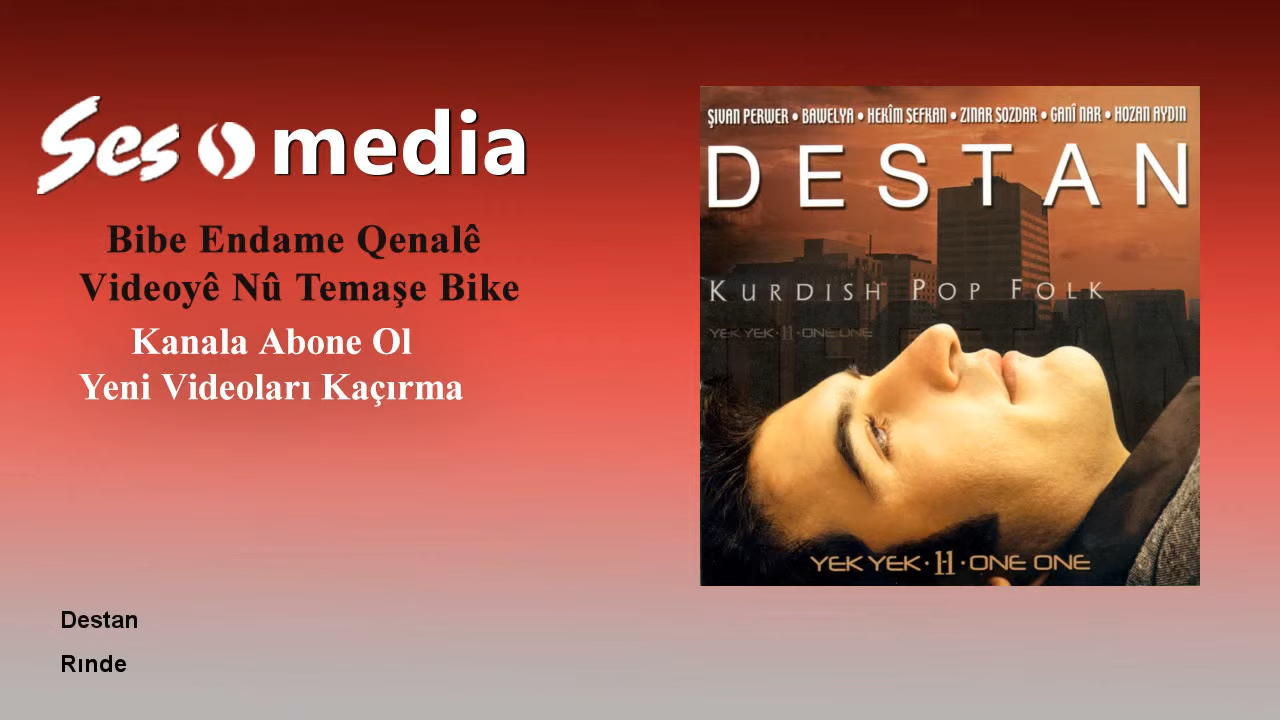 Ses media
Bibe Endame Qenalê
Videoyê Nû Temaşe Bike
Kanala Abone Ol
Yeni Videoları Kaçırma
ŞIVAN PERWER • BAWELYA • HEKÎM SEFKAN • ZINAR SOZDAR • GANÎ NAR • HOZAN AYDIN
DESTAN
KURDISH POP FOLK
YEK YEK · 11 · ONE ONE
YEK YEK · 11 · ONE ONE
Destan
Rınde